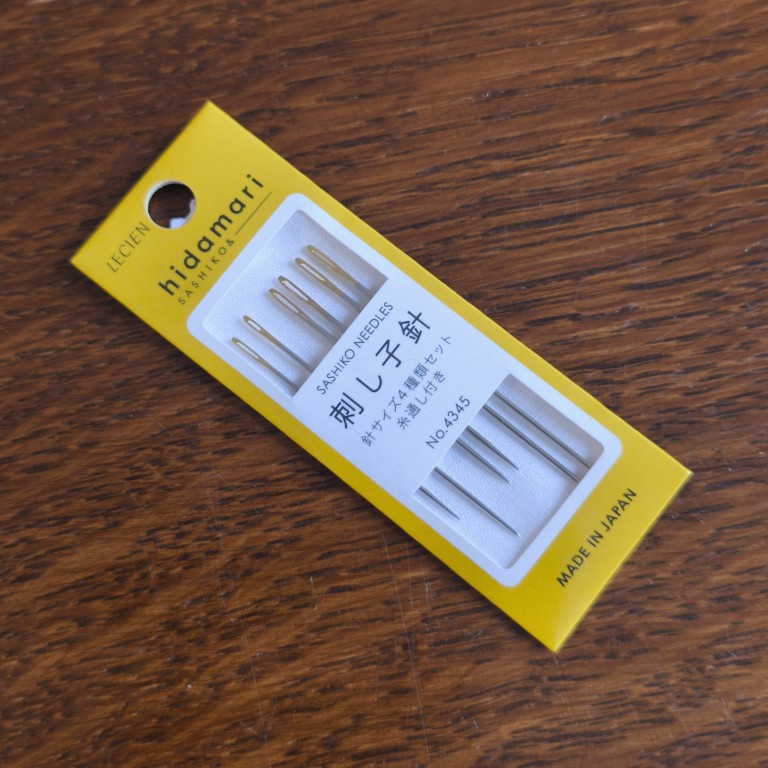 LECIEN
hidamari
SASHIKO&
SASHIKO NEEDLES
刺し子針
針サイズ4種類セット
糸通し付き
No.4345
MADE IN JAPAN